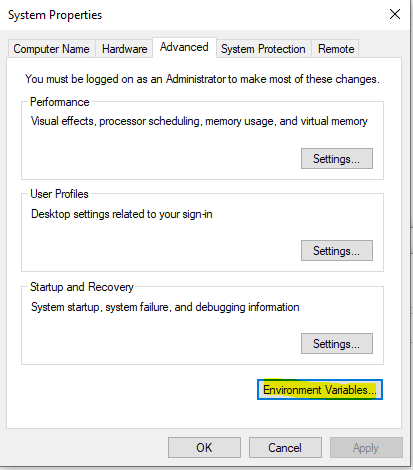 System Properties
Computer Name Hardware Advanced System Protection Remote
You must be logged on as an Administrator to make most of these changes.
Performance
Visual effects, processor scheduling, memory usage, and virtual memory
Settings...
User Profiles
Desktop settings related to your sign-in
Settings...
Startup and Recovery
System startup, system failure, and debugging information
Settings...
Environment Variables...
OK Cancel Apply